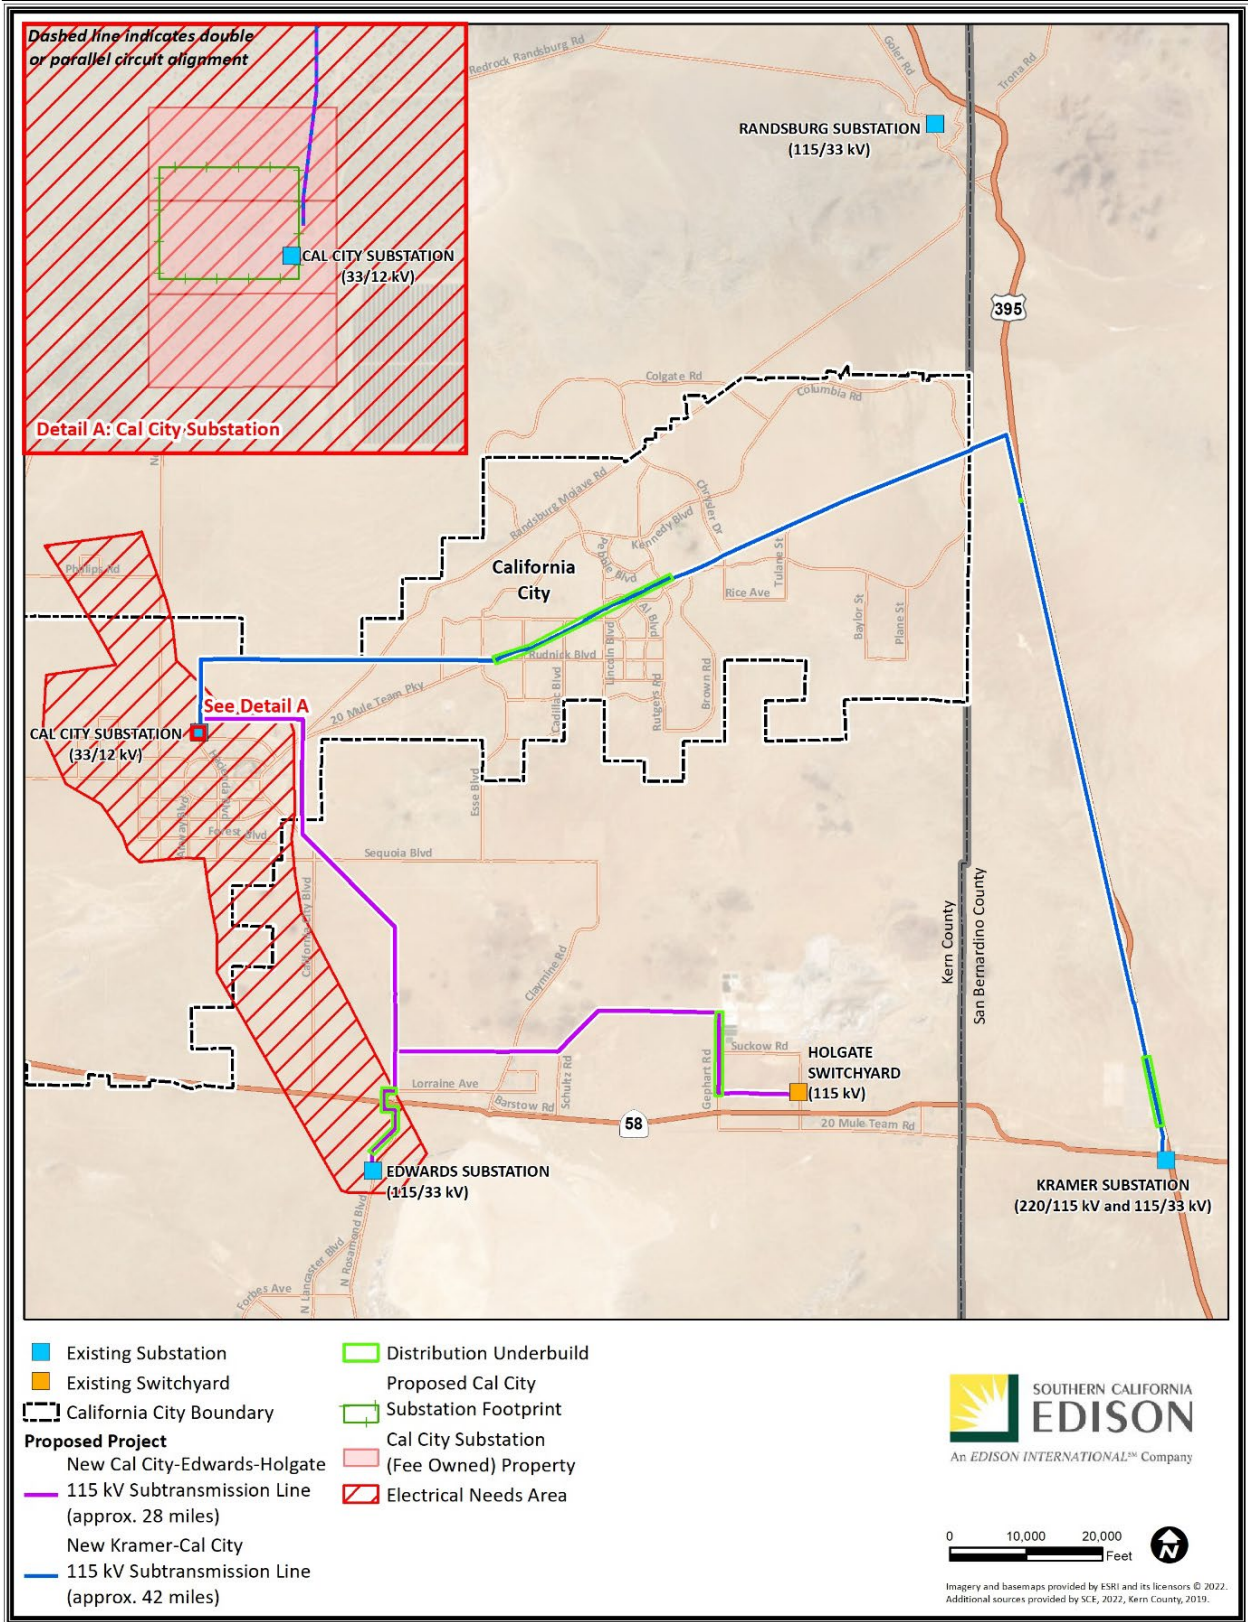 Dashed line indicates double
or parallel circuit alignment
CAL CITY SUBSTATION
(33/12 kV)
Detail A: Cal City Substation
Redrock Randsburg Rd
Goler Rd
Trona Rd
RANDSBURG SUBSTATION
(115/33 kV)
395
Colgate Rd
Columbia Rd
Randsburg Mojave Rd
Chrysler Dr
Kennedy Blvd
Pebble Blvd
California
City
Tulane St
Rice Ave
Baylor St
Plane St
Phillips Rd
Al Blvd
Lincoln Blvd
Rudnick Blvd
Cadillac Blvd
Rutgers Rd
Brown Rd
20 Mule Team Pky
See Detail A
CAL CITY SUBSTATION
(33/12 kV)
Airway Blvd
Forest Blvd
Esse Blvd
Sequoia Blvd
California City Blvd
Claymine Rd
Kern County
San Bernardino County
Suckow Rd
Gephart Rd
HOLGATE
SWITCHYARD
(115 kV)
Schultz Rd
Lorraine Ave
Barstow Rd
58
20 Mule Team Rd
EDWARDS SUBSTATION
(115/33 kV)
KRAMER SUBSTATION
(220/115 kV and 115/33 kV)
N Rosamond Blvd
N Lancaster Blvd
Forbes Ave
Existing Substation
Existing Switchyard
California City Boundary
Proposed Project
New Cal City-Edwards-Holgate
115 kV Subtransmission Line
(approx. 28 miles)
New Kramer-Cal City
115 kV Subtransmission Line
(approx. 42 miles)
Distribution Underbuild
Proposed Cal City
Substation Footprint
Cal City Substation
(Fee Owned) Property
Electrical Needs Area
SOUTHERN CALIFORNIA
EDISON
An EDISON INTERNATIONAL℠ Company
0 10,000 20,000
Feet
N
Imagery and basemaps provided by ESRI and its licensors © 2022.
Additional sources provided by SCE, 2022, Kern County, 2019.